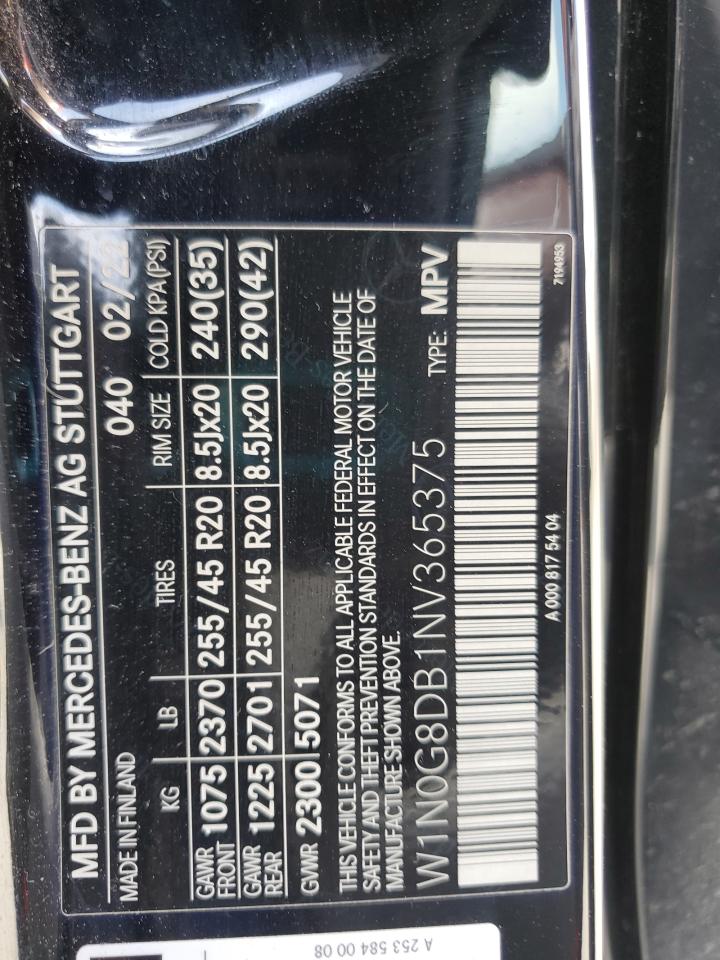 MFD BY MERCEDES-BENZ AG STUTTGART
MADE IN FINLAND 040 02/22
KG LB TIRES RIM SIZE COLD KPA(PSI)
GAWR FRONT 1075 2370 255/45 R20 8.5Jx20 240(35)
GAWR REAR 1225 2701 255/45 R20 8.5Jx20 290(42)
GVWR 2300 5071
THIS VEHICLE CONFORMS TO ALL APPLICABLE FEDERAL MOTOR VEHICLE
SAFETY AND THEFT PREVENTION STANDARDS IN EFFECT ON THE DATE OF
MANUFACTURE SHOWN ABOVE.
W1N0G8DB1NV365375 TYPE: MPV
A 000 817 54 04 7194953
A 253 584 00 08